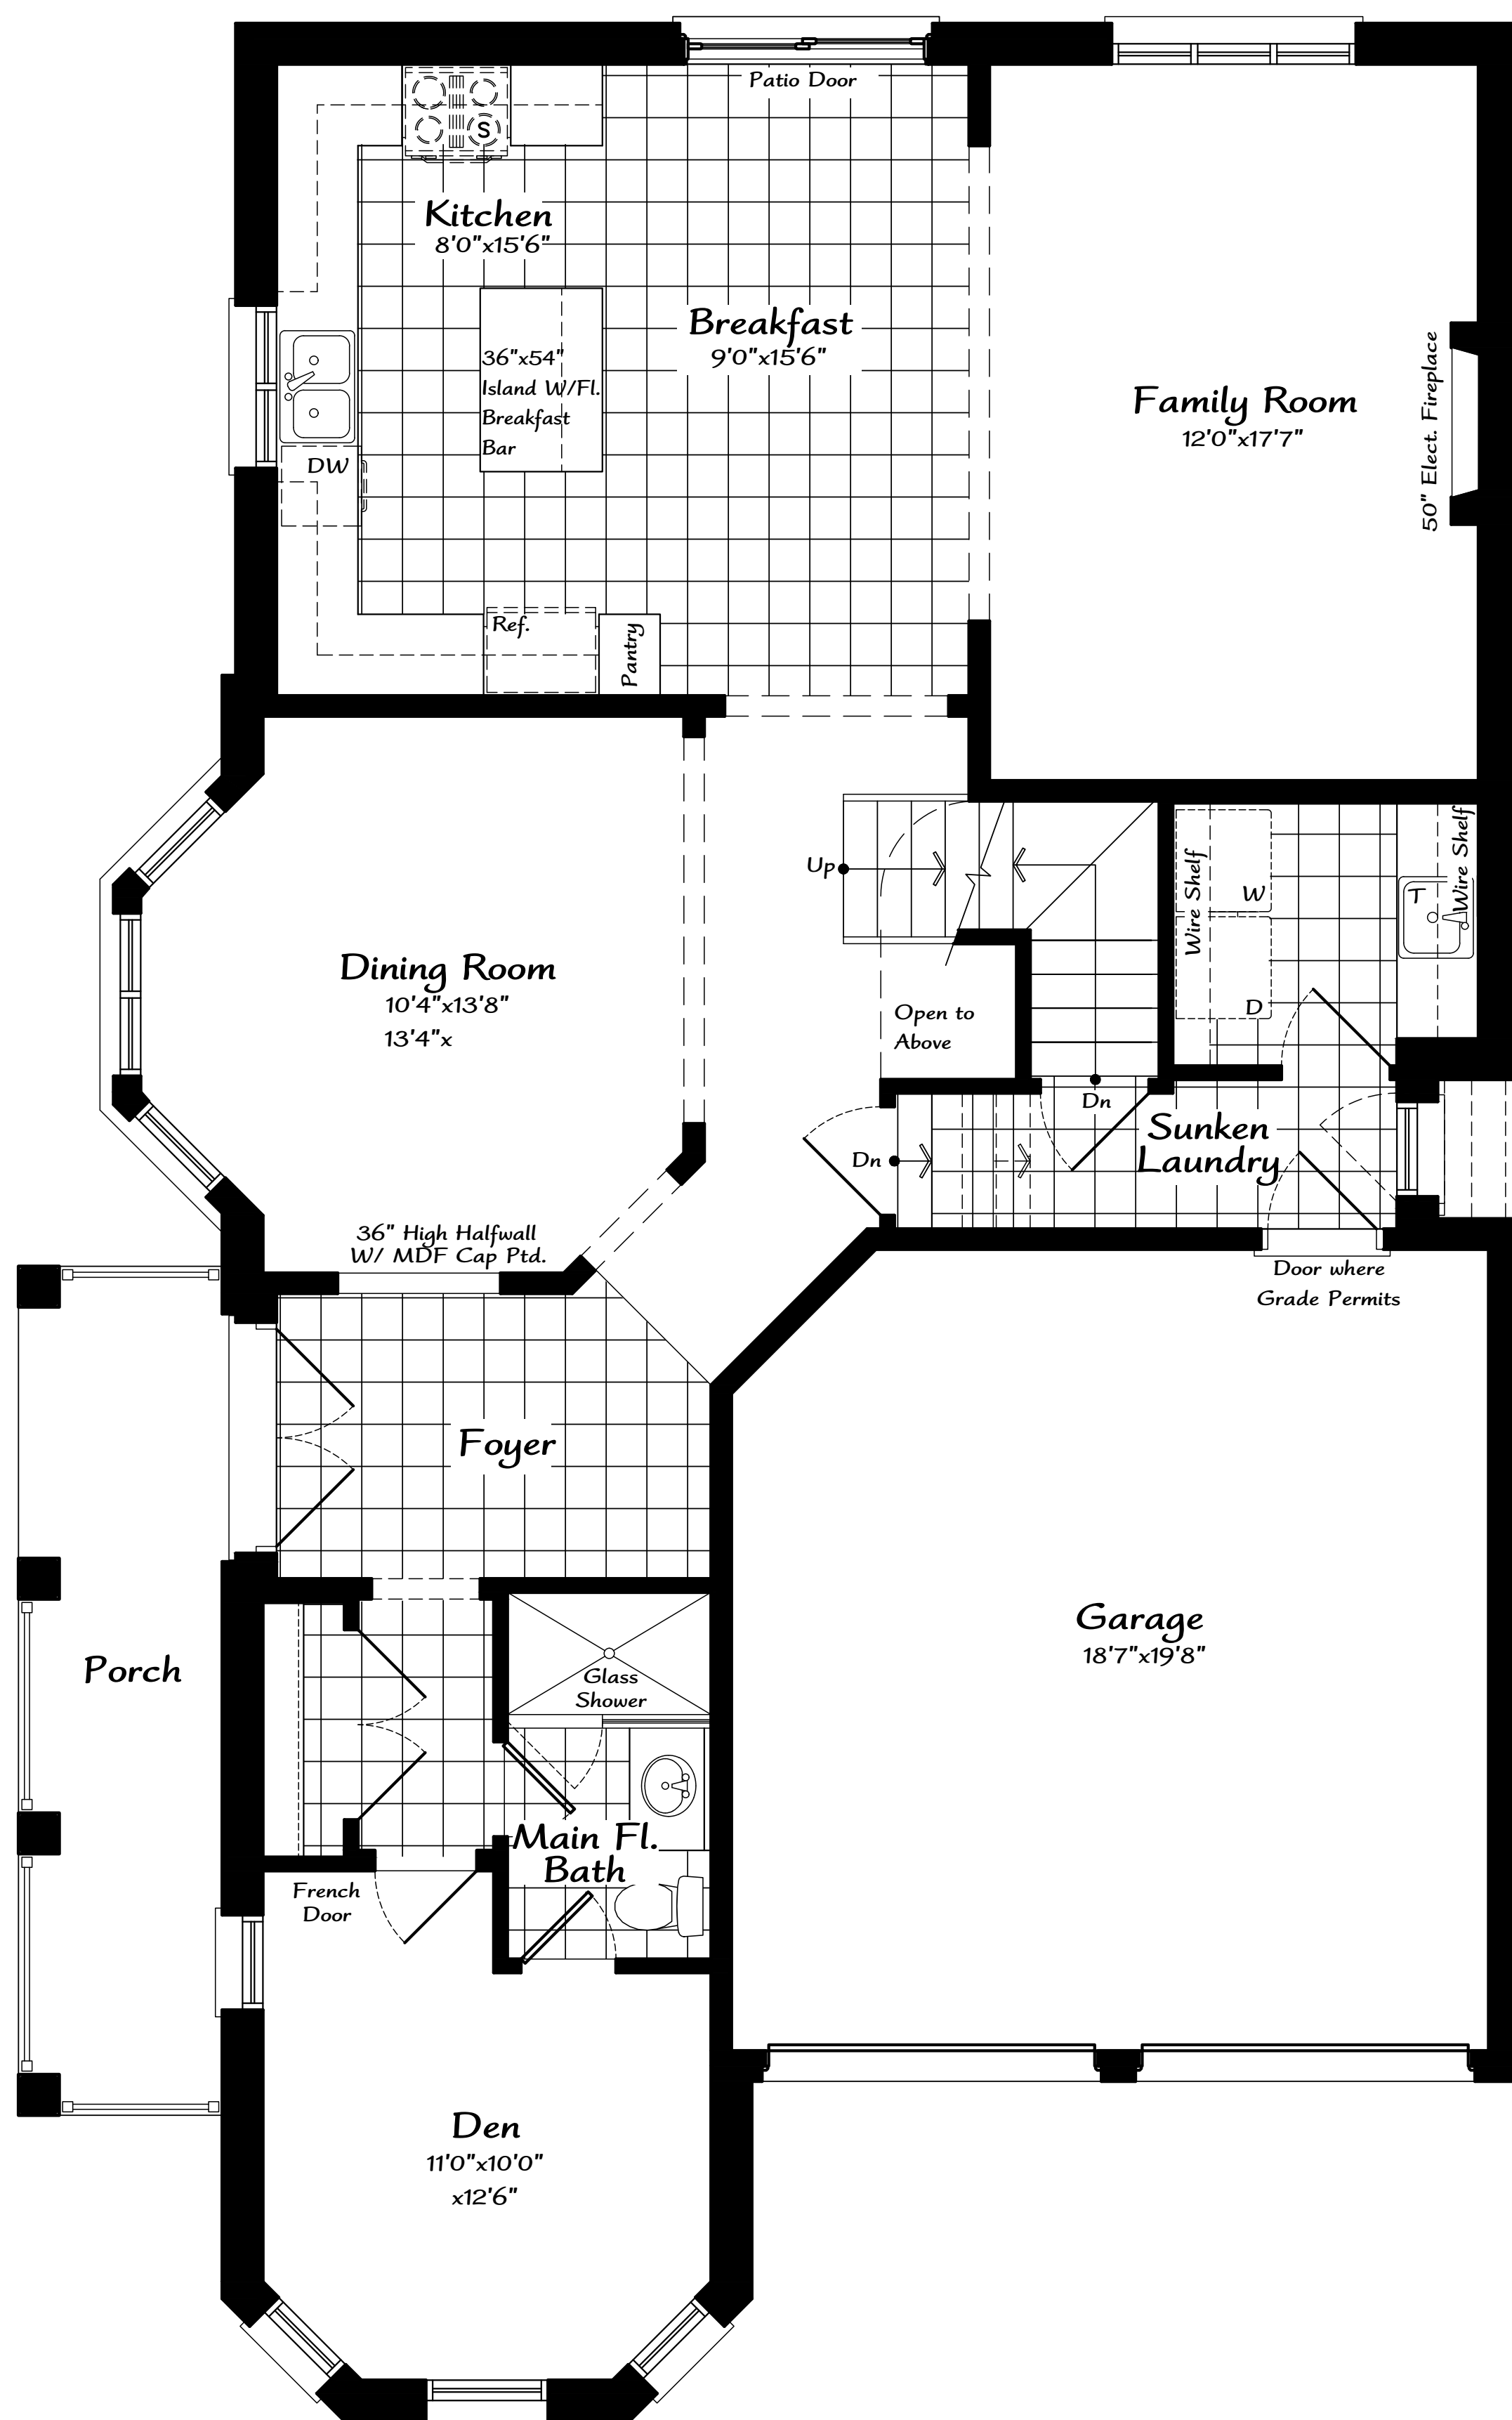 Patio Door
S
Kitchen
8'0"x15'6"
Breakfast
9'0"x15'6"
36"x54"
Island W/Fl.
Breakfast
Bar
Family Room
12'0"x17'7"
50" Elect. Fireplace
DW
Ref.
Pantry
Up
Wire Shelf
W
D
T
Wire Shelf
Dining Room
10'4"x13'8"
13'4"x
Open to
Above
Dn
Dn
Sunken
Laundry
36" High Halfwall
W/ MDF Cap Ptd.
Door where
Grade Permits
Foyer
Garage
18'7"x19'8"
Porch
Glass
Shower
Main Fl.
Bath
French
Door
Den
11'0"x10'0"
x12'6"